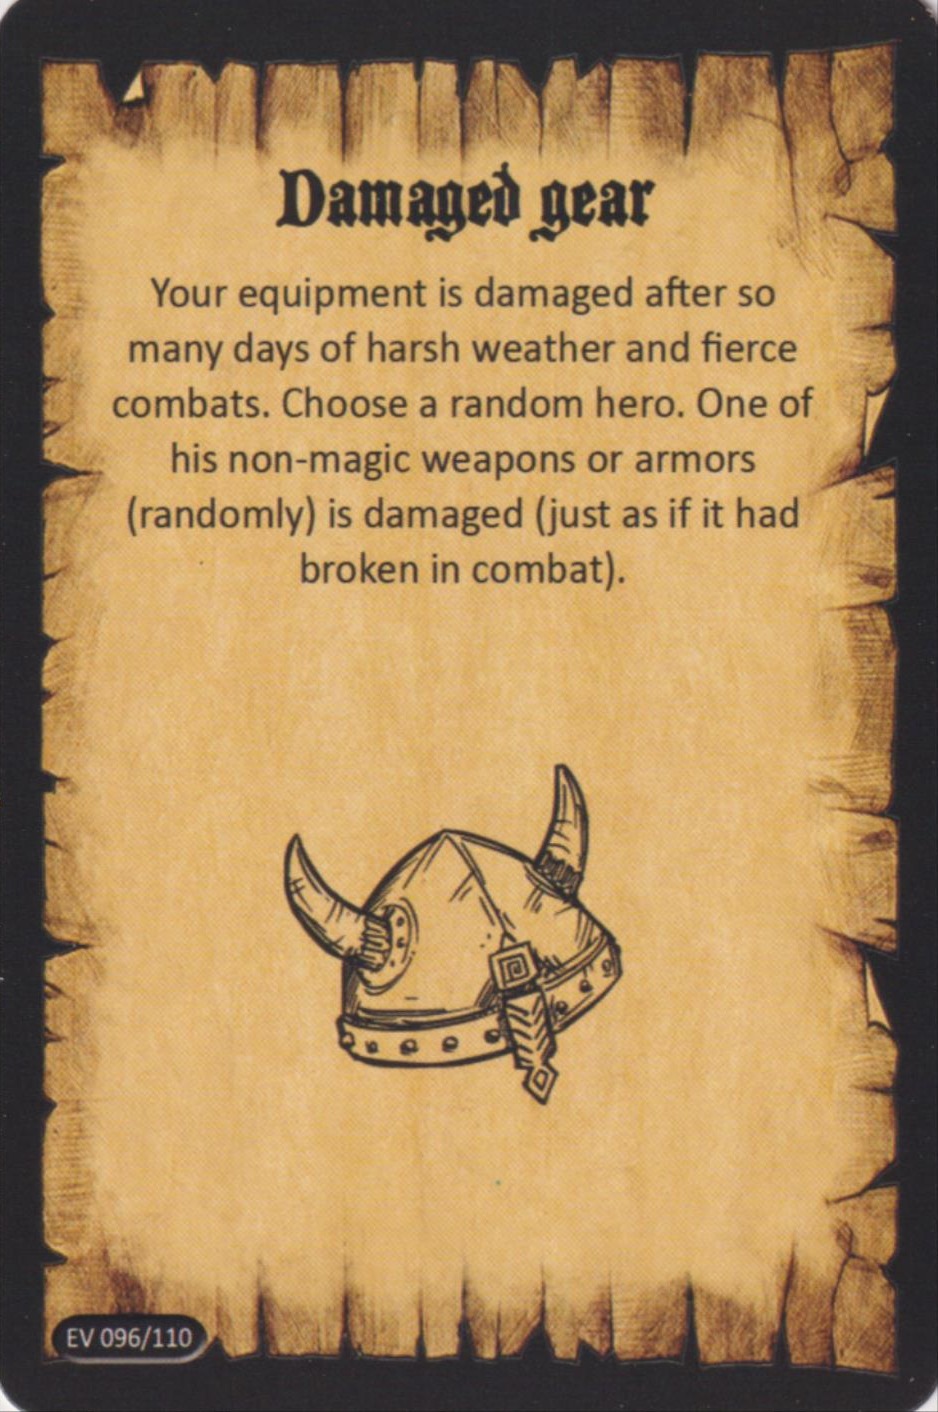 Damaged gear
Your equipment is damaged after so
many days of harsh weather and fierce
combats. Choose a random hero. One of
his non-magic weapons or armors
(randomly) is damaged (just as if it had
broken in combat).
EV 096/110